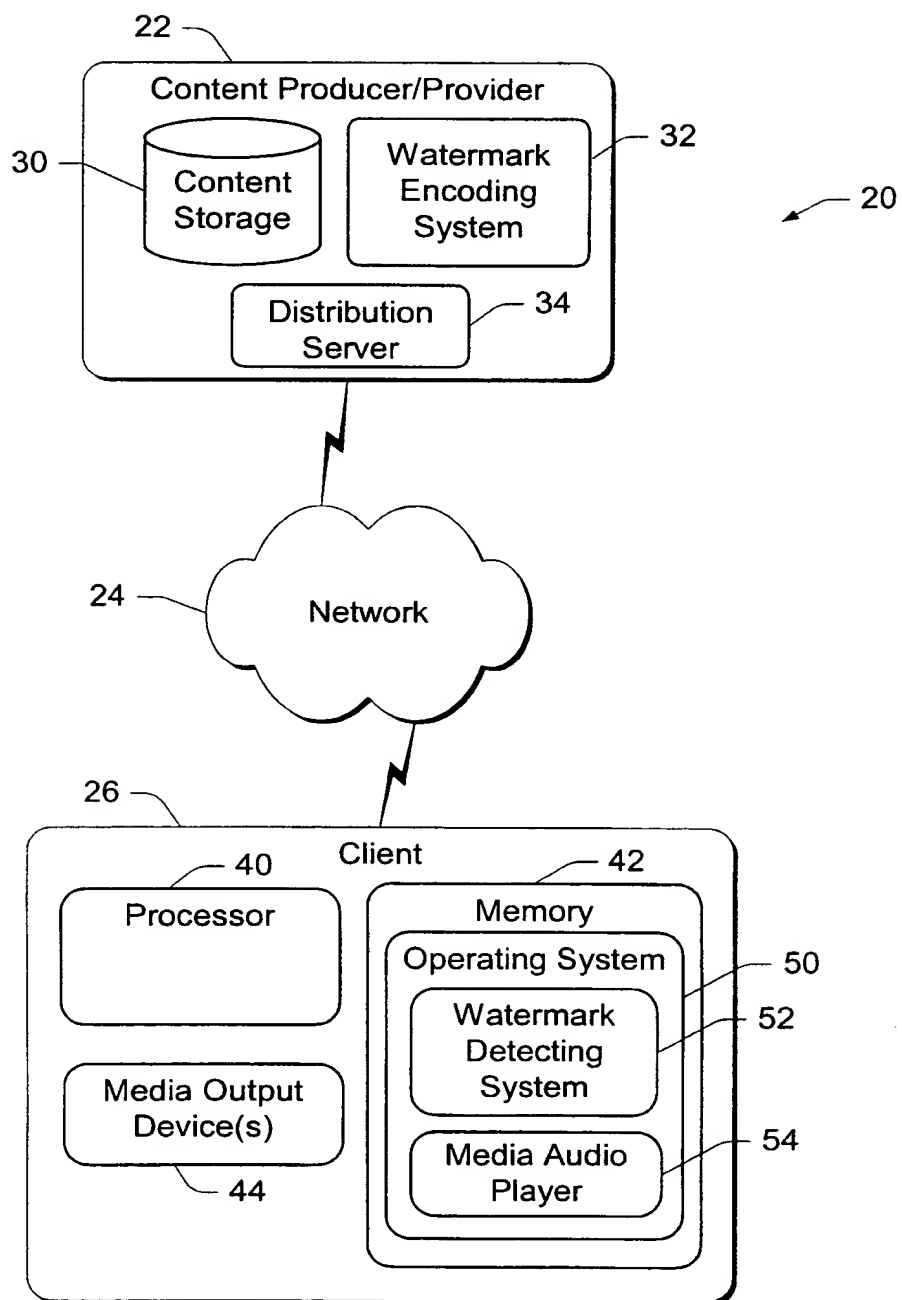 22
Content Producer/Provider
30
Content
Storage
Watermark
Encoding
System
32
20
Distribution
Server
34
24
Network
26
Client
40
Processor
42
Memory
Operating System
50
Watermark
Detecting
System
52
Media Output
Device(s)
44
Media Audio
Player
54